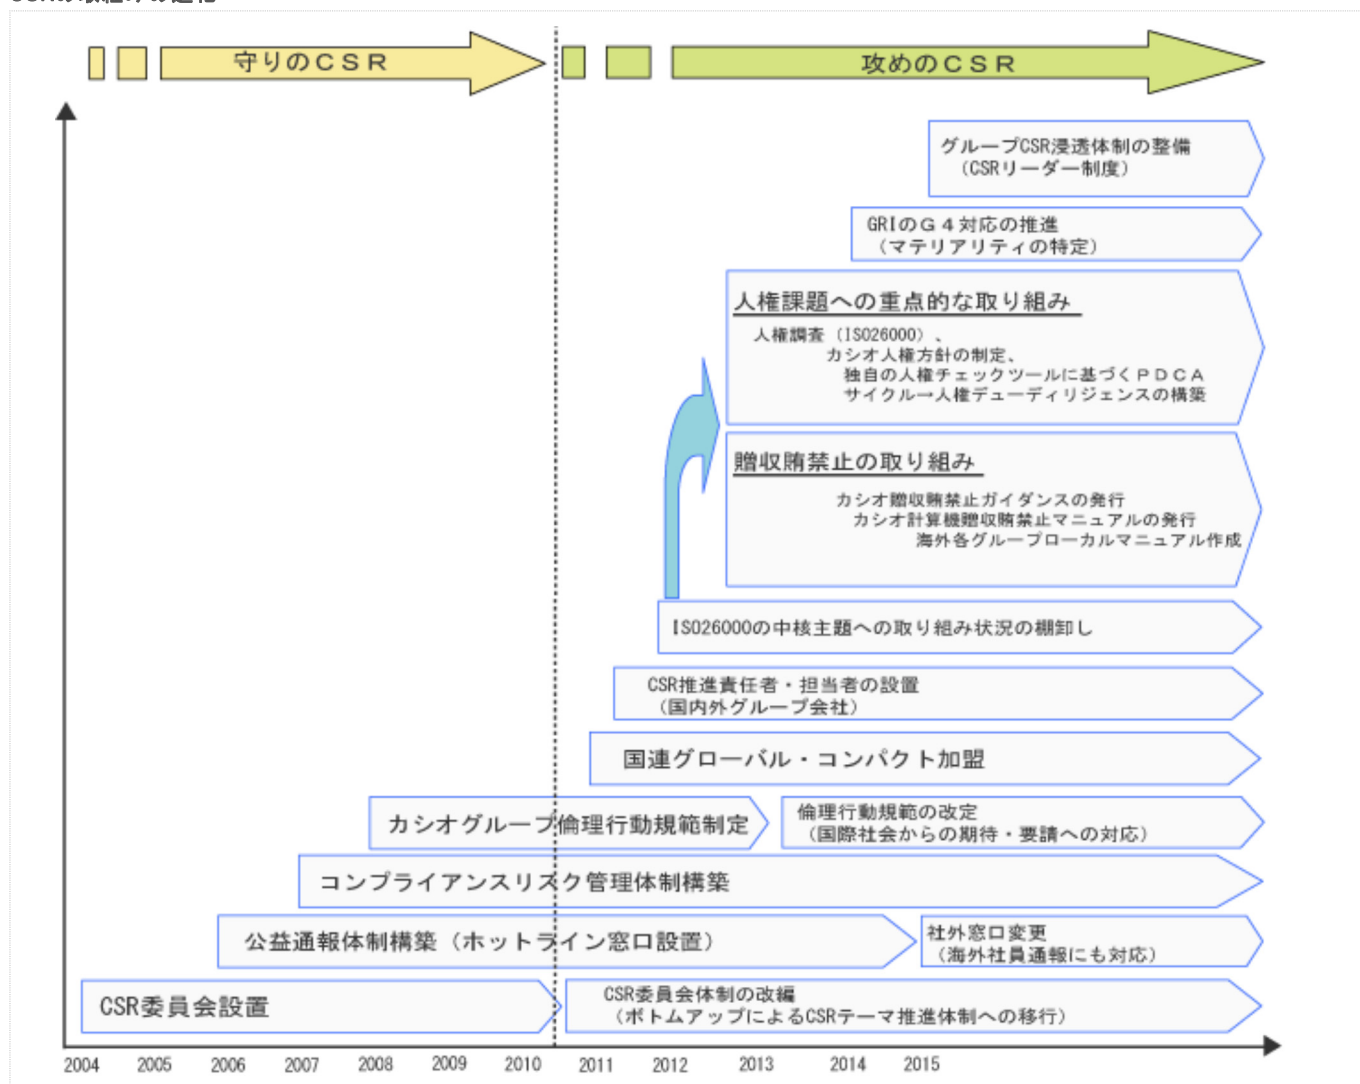 守りのCSR
攻めのCSR
グループCSR浸透体制の整備
(CSRリーダー制度)
GRIのG4対応の推進
(マテリアリティの特定)
人権課題への重点的な取り組み
人権調査(ISO26000)、
カシオ人権方針の制定、
独自の人権チェックツールに基づくPDCA
サイクル→人権デューディリジェンスの構築
贈収賄禁止の取り組み
カシオ贈収賄禁止ガイダンスの発行
カシオ計算機贈収賄禁止マニュアルの発行
海外各グループローカルマニュアル作成
ISO26000の中核主題への取り組み状況の棚卸し
CSR推進責任者・担当者の設置
(国内外グループ会社)
国連グローバル・コンパクト加盟
カシオグループ倫理行動規範制定
倫理行動規範の改定
(国際社会からの期待・要請への対応)
コンプライアンスリスク管理体制構築
公益通報体制構築(ホットライン窓口設置)
社外窓口変更
(海外社員通報にも対応)
CSR委員会設置
CSR委員会体制の改編
(ボトムアップによるCSRテーマ推進体制への移行)
2004 2005 2006 2007 2008 2009 2010 2011 2012 2013 2014 2015